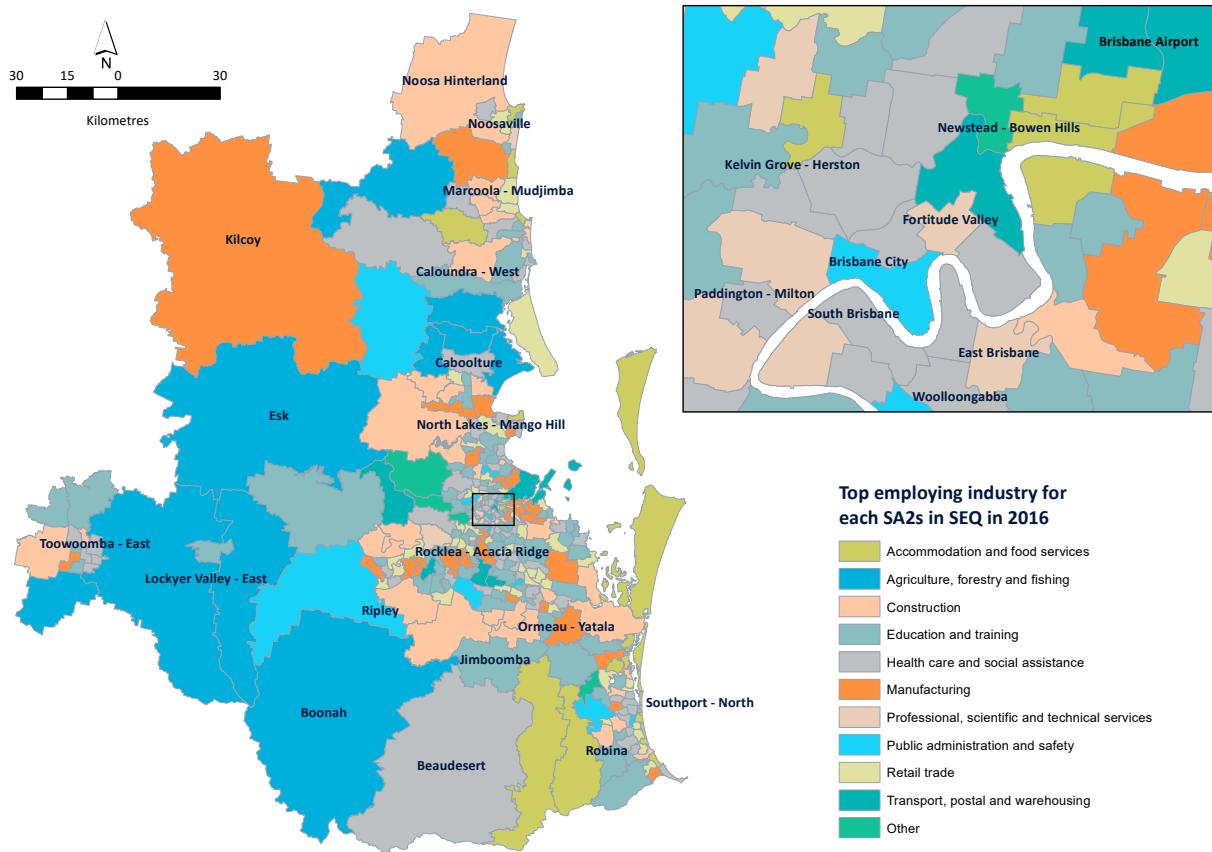 N
30 15 0 30
Kilometres
Noosa Hinterland
Noosaville
Marcoola - Mudjimba
Kilcoy
Caloundra - West
Caboolture
Esk
North Lakes - Mango Hill
Toowoomba - East
Rocklea - Acacia Ridge
Lockyer Valley - East
Ripley
Ormeau - Yatala
Jimboomba
Southport - North
Boonah
Robina
Beaudesert
Brisbane Airport
Newstead - Bowen Hills
Kelvin Grove - Herston
Fortitude Valley
Brisbane City
Paddington - Milton
South Brisbane
East Brisbane
Woolloongabba
Top employing industry for
each SA2s in SEQ in 2016
Accommodation and food services
Agriculture, forestry and fishing
Construction
Education and training
Health care and social assistance
Manufacturing
Professional, scientific and technical services
Public administration and safety
Retail trade
Transport, postal and warehousing
Other